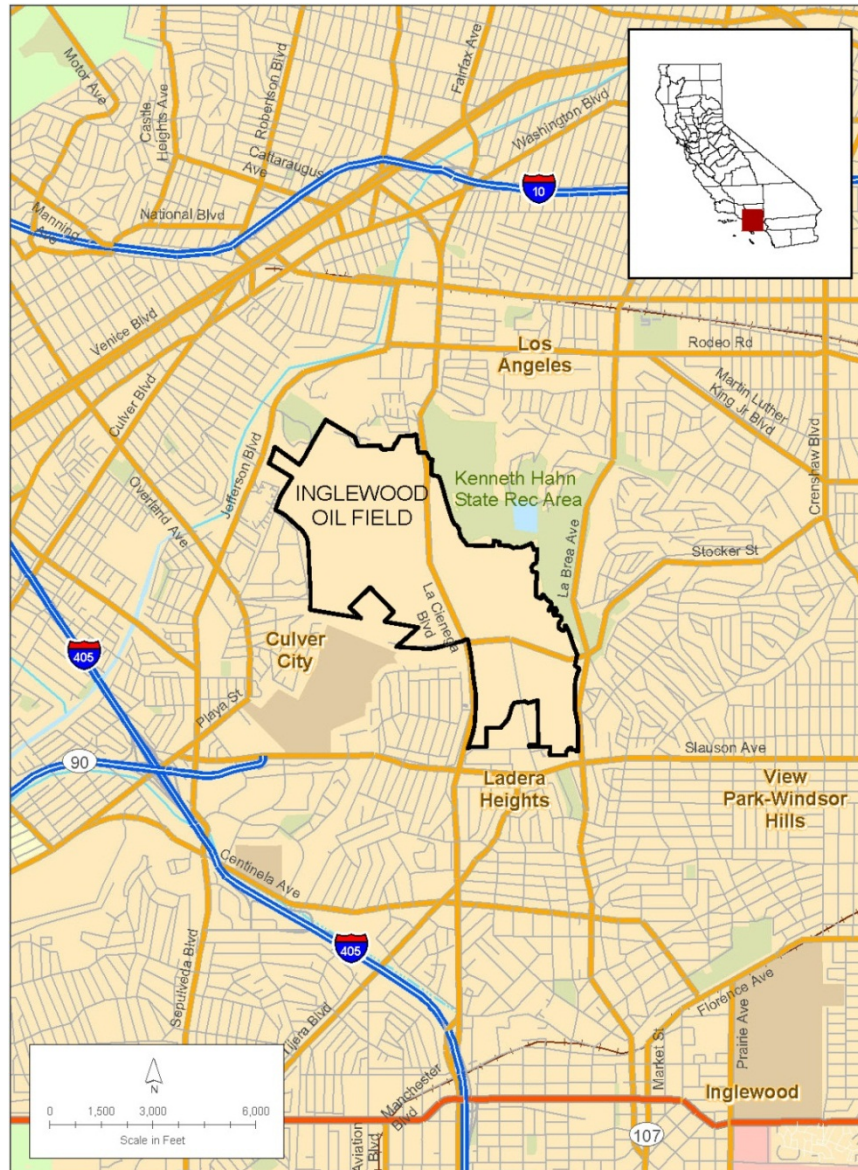 Motor Ave
Castle
Heights Ave
Robertson Blvd
Fairfax Ave
Washington Blvd
Cattaraugus
Ave
10
National Blvd
Manning
Ave
Venice Blvd
Culver Blvd
Los
Angeles
Rodeo Rd
Martin Luther
King Jr Blvd
Crenshaw Blvd
Jefferson Blvd
Overland Ave
INGLEWOOD
OIL FIELD
Kenneth Hahn
State Rec Area
La Brea Ave
Stocker St
La Cienega
Blvd
Culver
City
405
Playa St
90
Slauson Ave
Ladera
Heights
View
Park-Windsor
Hills
Centinela Ave
405
Sepulveda Blvd
Tijera Blvd
Florence Ave
Prairie Ave
Market St
Inglewood
Manchester
Blvd
Aviation
Blvd
107
N
0 1,500 3,000 6,000
Scale in Feet